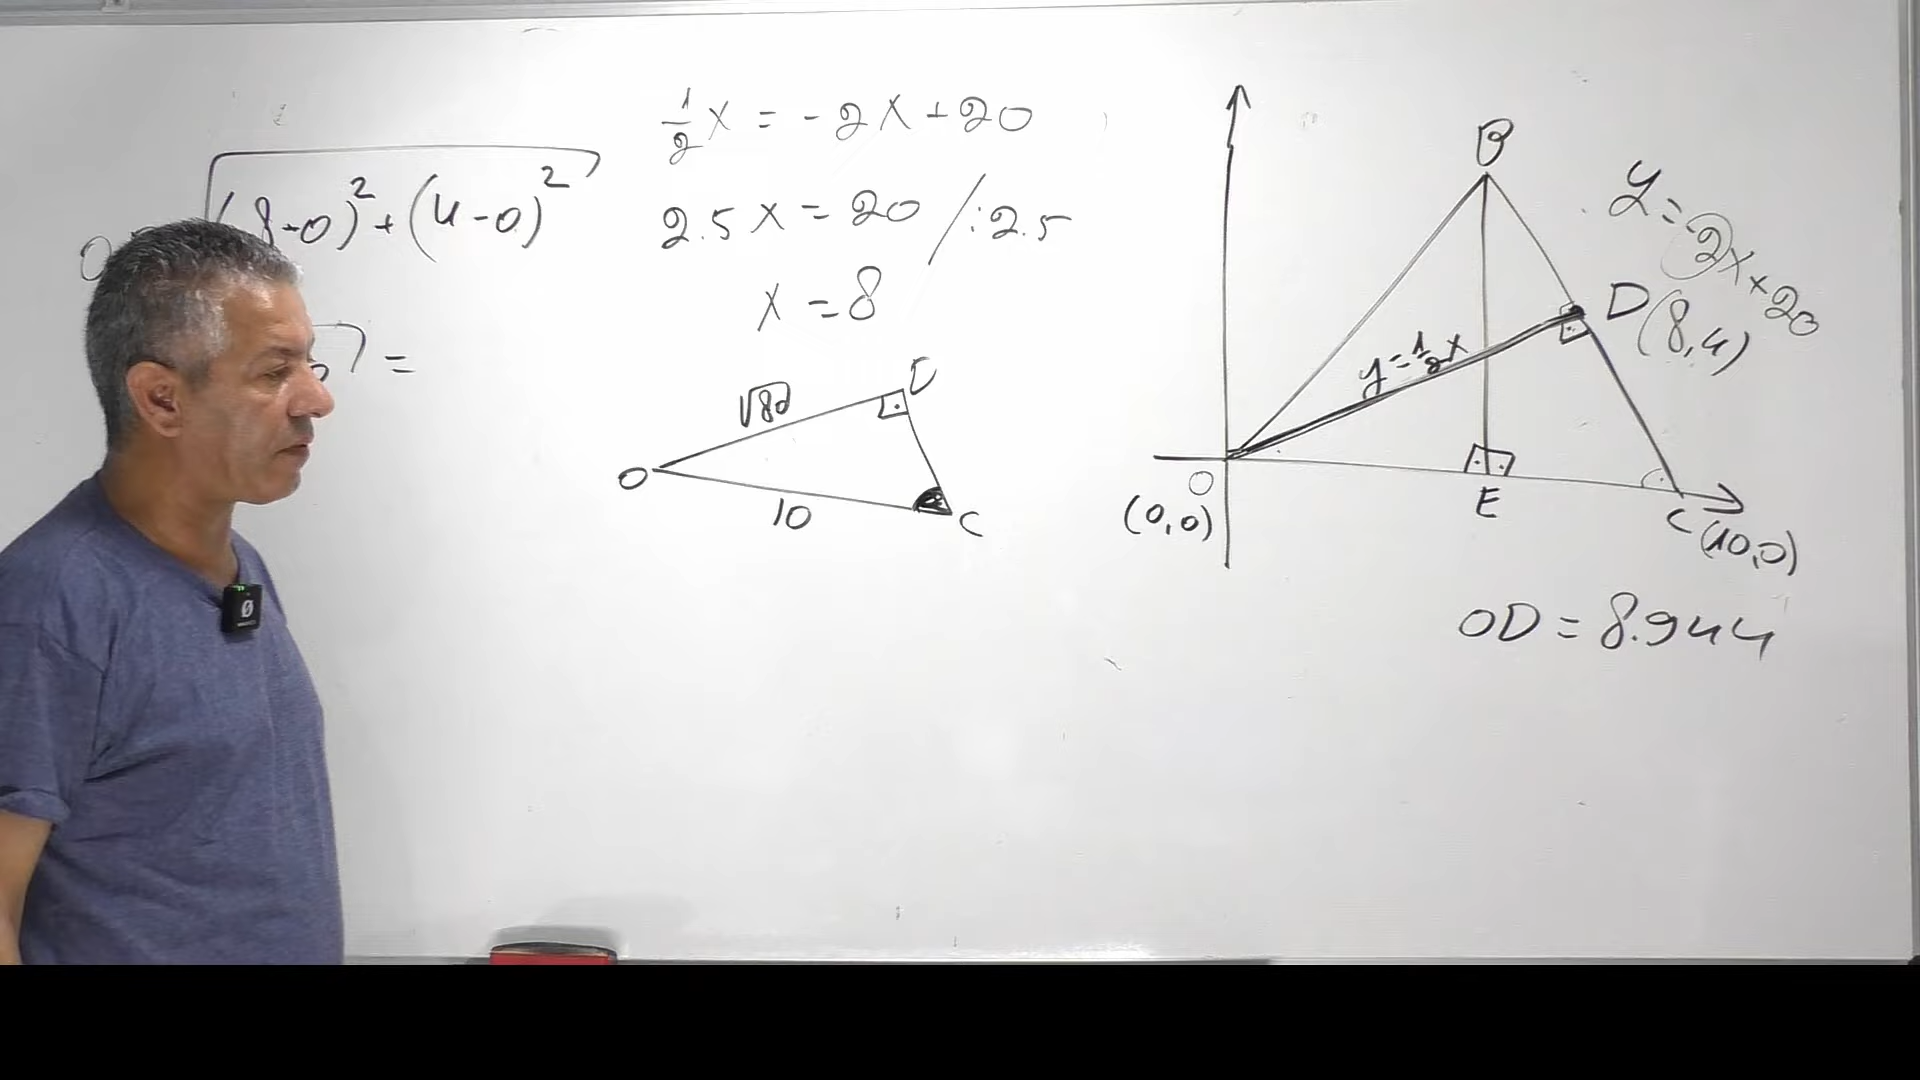 (8-0)² + (4-0)²
=
½x = -2x+20
2.5x = 20 /:2.5
x = 8
√80
D
O
10
C
B
y = -2x+20
D(8,4)
y=½x
O
(0,0)
E
C(10,0)
OD = 8.944